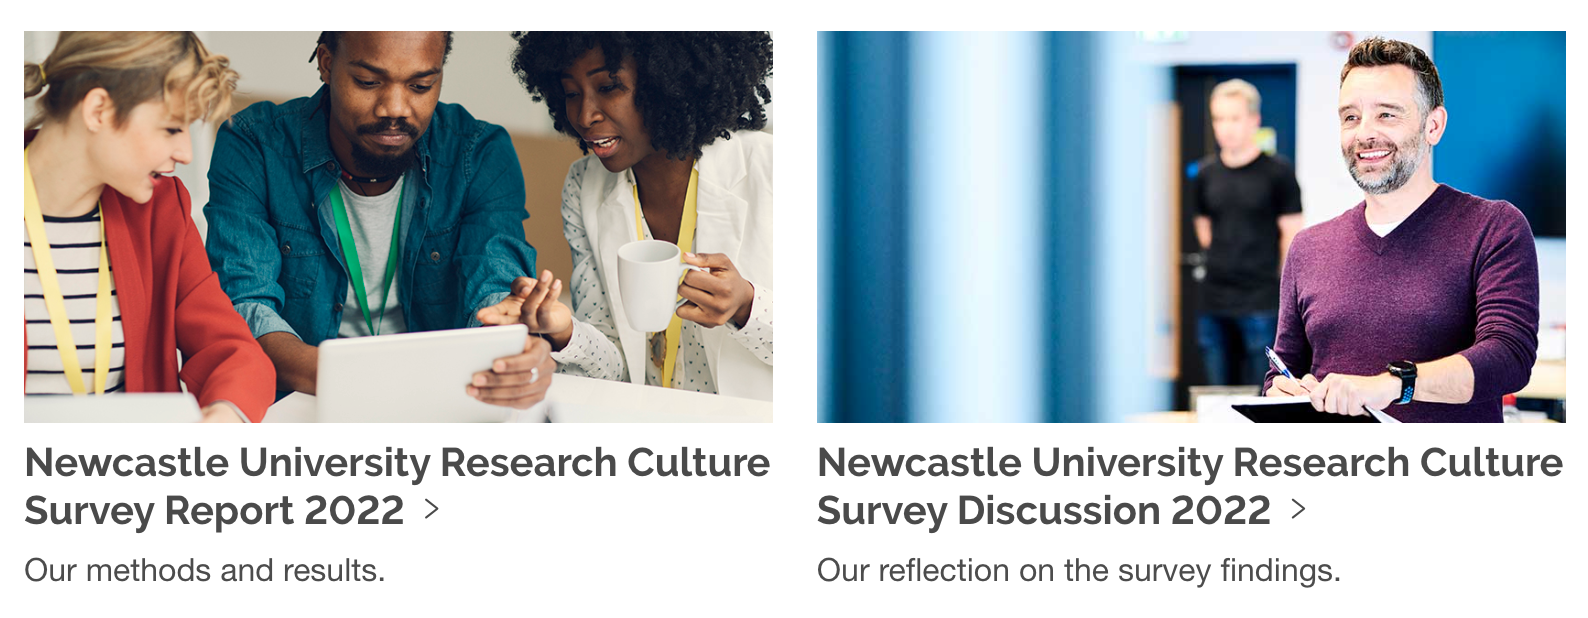 Newcastle University Research Culture
Survey Report 2022 >
Our methods and results.
Newcastle University Research Culture
Survey Discussion 2022 >
Our reflection on the survey findings.